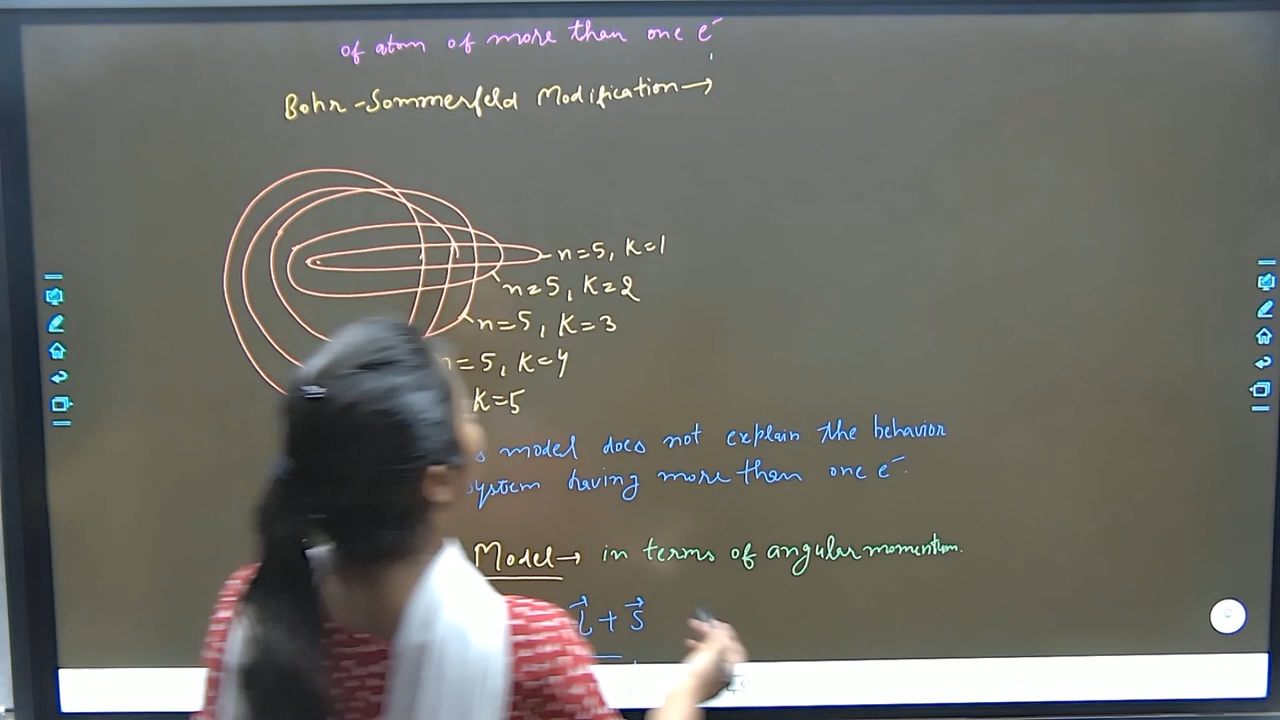 of atom of more than one e⁻
Bohr-Sommerfeld Modification→
n=5, K=1
n=5, K=2
n=5, K=3
=5, K=4
K=5
model does not explain the behavior
system having more than one e⁻.
Model→ in terms of angular momentum.
l⃗ + s⃗